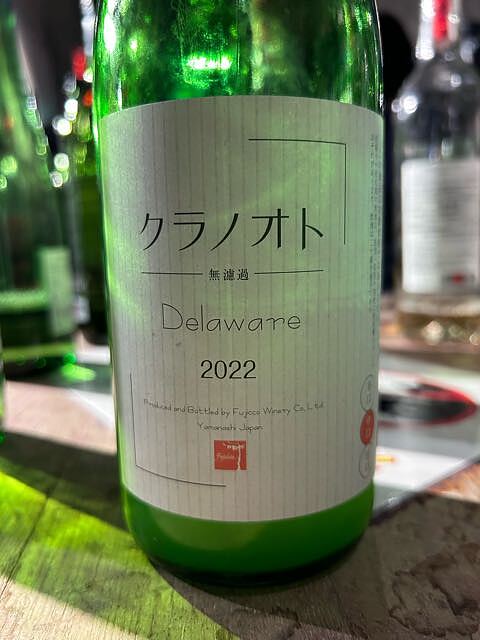 クラノオト
無濾過
Delaware
2022
Produced and Bottled by Fujicco Winery Co, Ltd
Yamanashi Japan